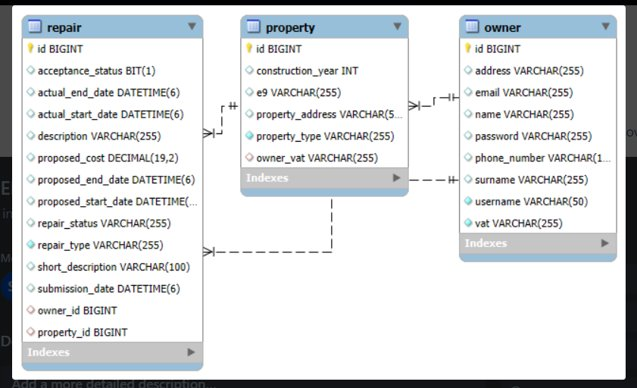 repair
id BIGINT
acceptance_status BIT(1)
actual_end_date DATETIME(6)
actual_start_date DATETIME(6)
description VARCHAR(255)
proposed_cost DECIMAL(19,2)
proposed_end_date DATETIME(6)
proposed_start_date DATETIME(...
repair_status VARCHAR(255)
repair_type VARCHAR(255)
short_description VARCHAR(100)
submission_date DATETIME(6)
owner_id BIGINT
property_id BIGINT
Indexes
property
id BIGINT
construction_year INT
e9 VARCHAR(255)
property_address VARCHAR(5...
property_type VARCHAR(255)
owner_vat VARCHAR(255)
Indexes
owner
id BIGINT
address VARCHAR(255)
email VARCHAR(255)
name VARCHAR(255)
password VARCHAR(255)
phone_number VARCHAR(1...
surname VARCHAR(255)
username VARCHAR(50)
vat VARCHAR(255)
Indexes
Add a more detailed description...